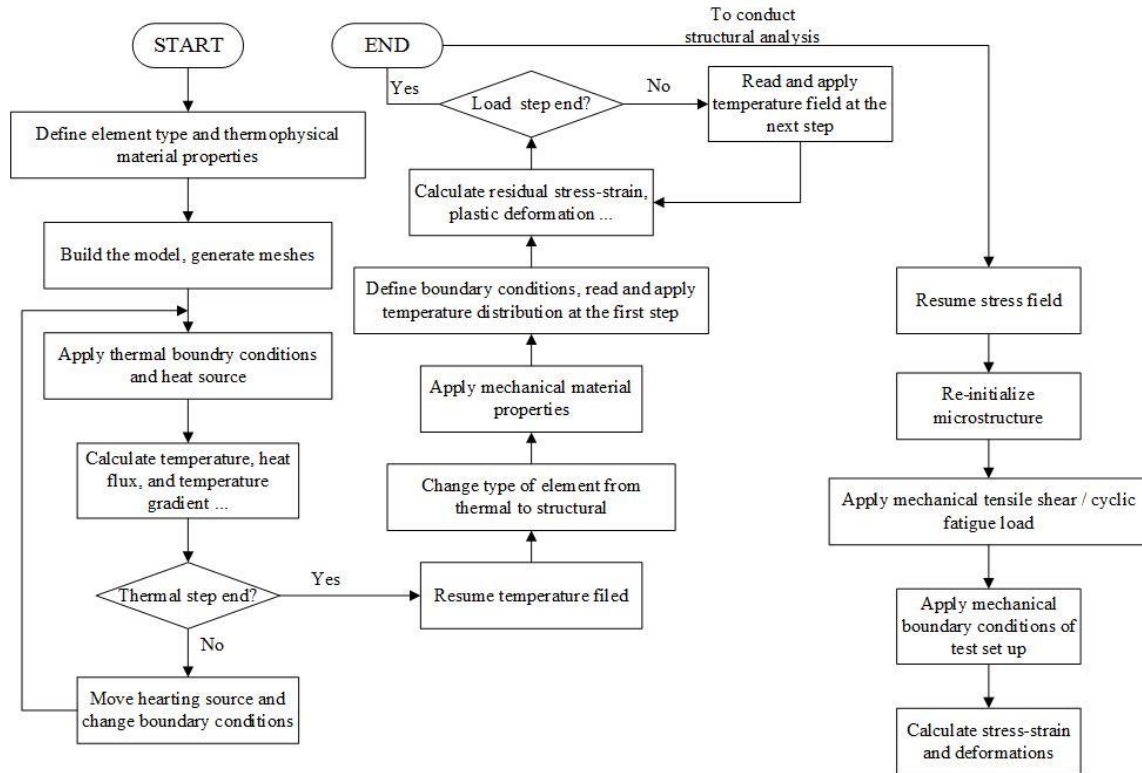 START
Define element type and thermophysical
material properties
Build the model, generate meshes
Apply thermal boundry conditions
and heat source
Calculate temperature, heat
flux, and temperature
gradient ...
Thermal step end?
Yes
No
Move hearting source and
change boundary conditions
Resume temperature filed
Change type of element from
thermal to structural
Apply mechanical material
properties
Define boundary conditions, read and apply
temperature distribution at the first step
Calculate residual stress-strain,
plastic deformation ...
Load step end?
No
Read and apply
temperature field at the
next step
Yes
END
To conduct
structural analysis
Resume stress field
Re-initialize
microstructure
Apply mechanical tensile shear / cyclic
fatigue load
Apply mechanical
boundary conditions of
test set up
Calculate stress-strain
and deformations